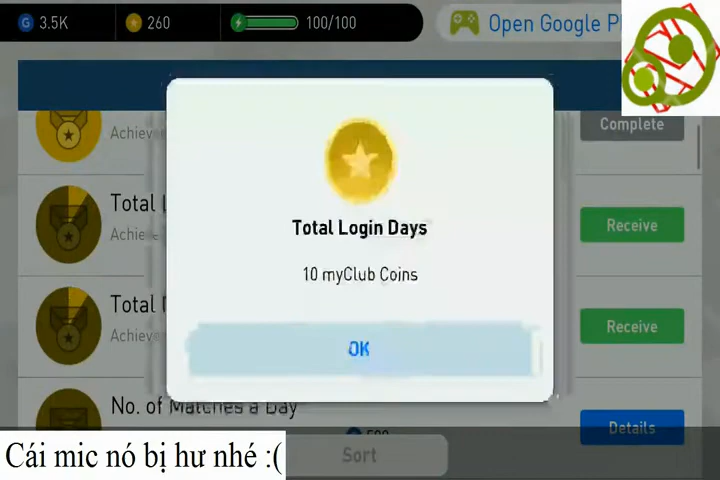 3.5K
260
100/100
Open Google
Achieve
Complete
Total
Achie
Receive
Total
Achieve
Receive
Total Login Days
10 myClub Coins
OK
No. of Matches a Day
Details
Sort
Cái mic nó bị hư nhé :(